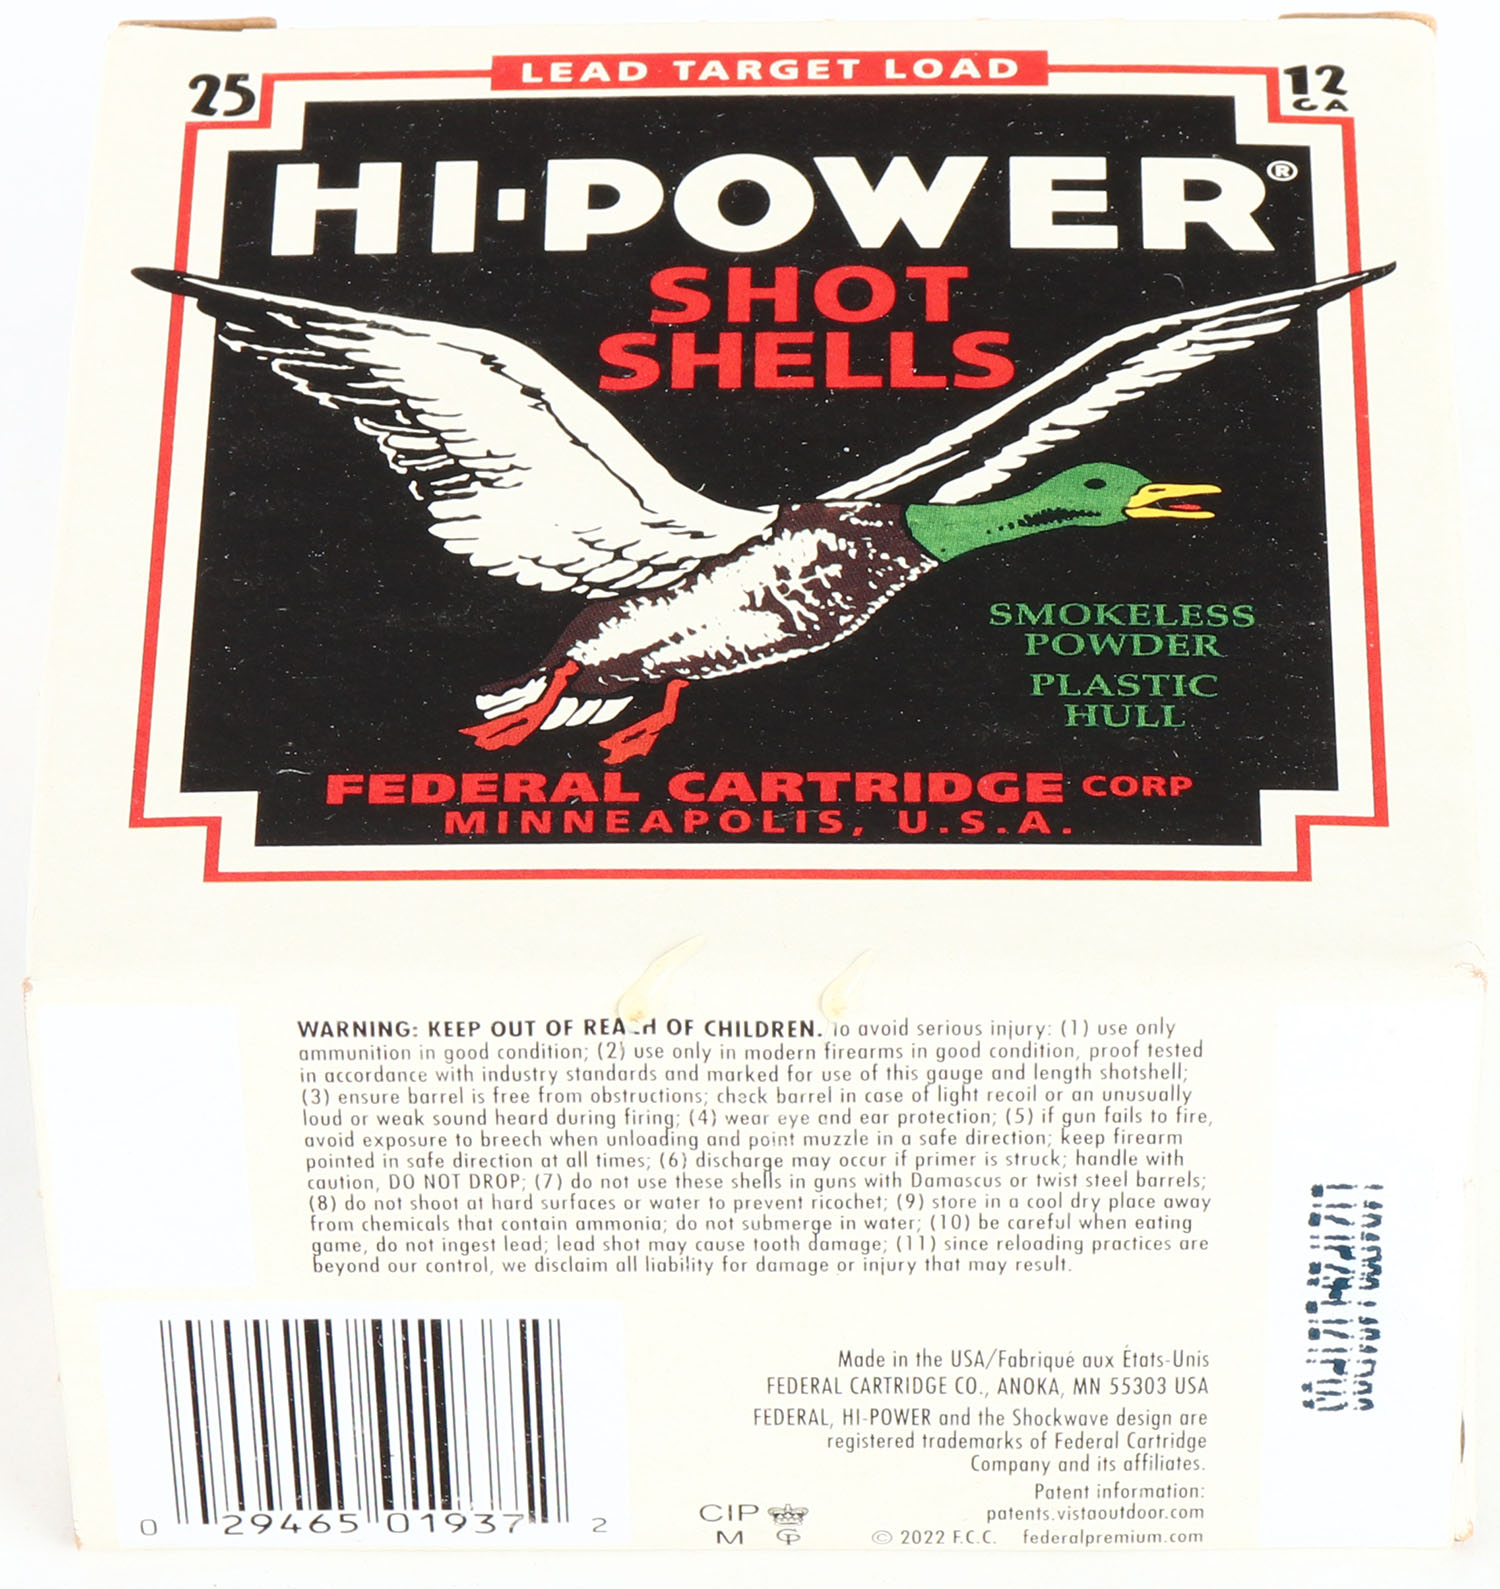 LEAD TARGET LOAD
25
12
GA
HI-POWER®
SHOT
SHELLS
SMOKELESS
POWDER
PLASTIC
HULL
FEDERAL CARTRIDGE CORP
MINNEAPOLIS, U.S.A.
WARNING: KEEP OUT OF REACH OF CHILDREN. To avoid serious injury: (1) use only
ammunition in good condition; (2) use only in modern firearms in good condition, proof tested
in accordance with industry standards and marked for use of this gauge and length shotshell;
(3) ensure barrel is free from obstructions; check barrel in case of light recoil or an unusually
loud or weak sound heard during firing; (4) wear eye and ear protection; (5) if gun fails to fire,
avoid exposure to breech when unloading and point muzzle in a safe direction; keep firearm
pointed in safe direction at all times; (6) discharge may occur if primer is struck; handle with
caution, DO NOT DROP; (7) do not use these shells in guns with Damascus or twist steel barrels;
(8) do not shoot at hard surfaces or water to prevent ricochet; (9) store in a cool dry place away
from chemicals that contain ammonia; do not submerge in water; (10) be careful when eating
game, do not ingest lead; lead shot may cause tooth damage; (11) since reloading practices are
beyond our control, we disclaim all liability for damage or injury that may result.
Made in the USA/Fabriqué aux États-Unis
FEDERAL CARTRIDGE CO., ANOKA, MN 55303 USA
FEDERAL, HI-POWER and the Shockwave design are
registered trademarks of Federal Cartridge
Company and its affiliates.
Patent information:
patents.vistaoutdoor.com
© 2022 F.C.C. federalpremium.com
CIP
M
0 29465 01937 2